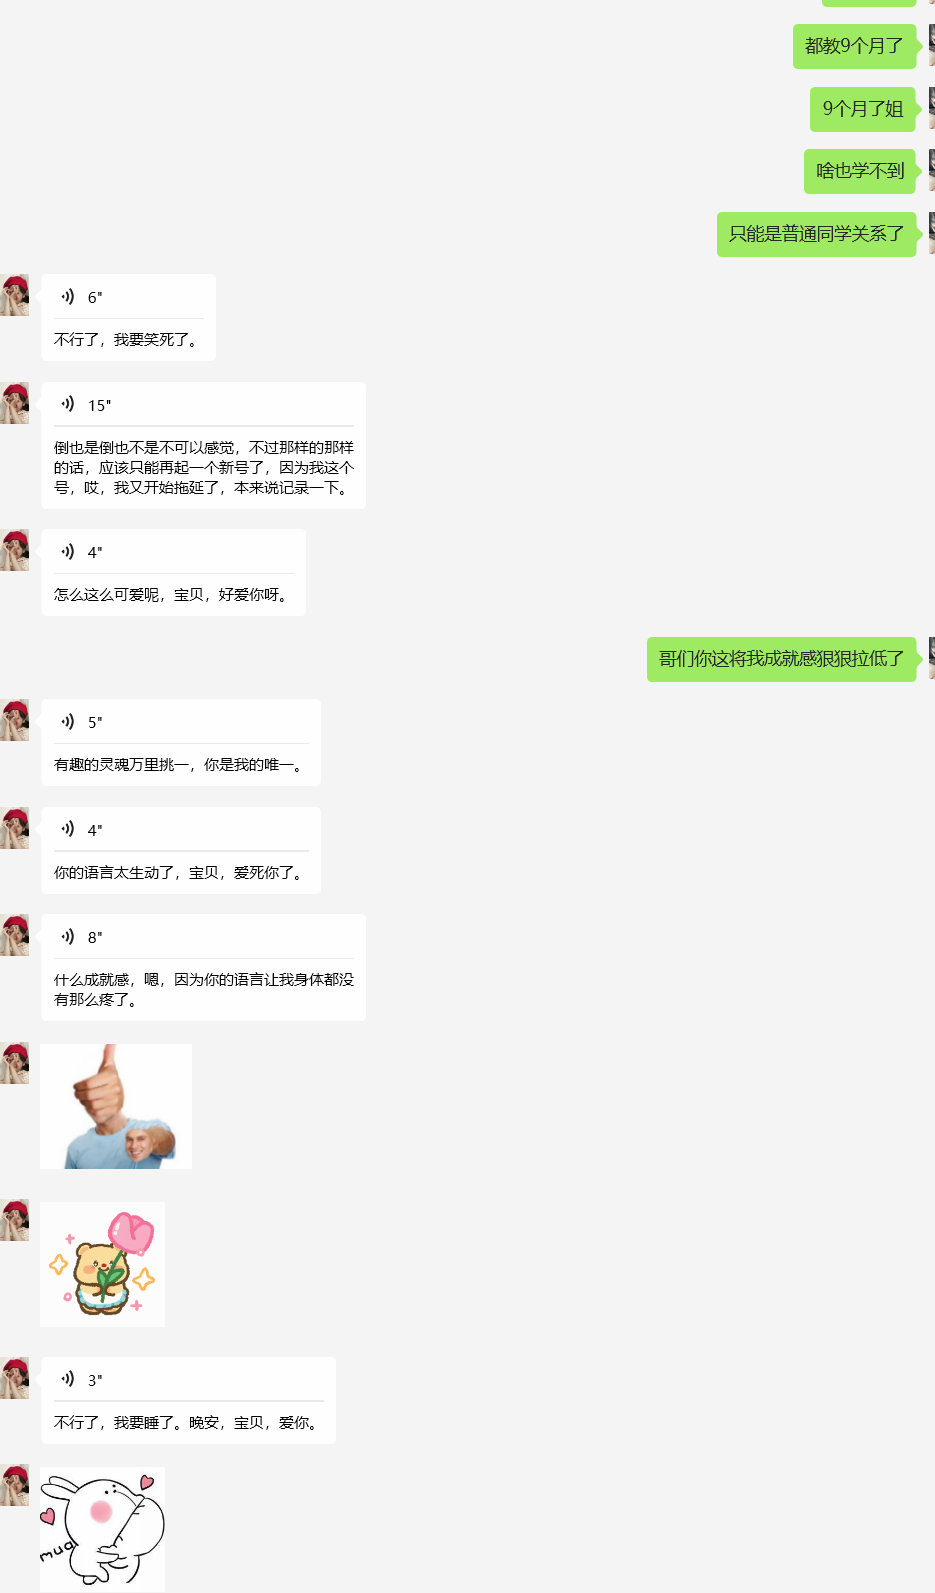 都教9个月了
9个月了姐
啥也学不到
只能是普通同学关系了
6"
不行了，我要笑死了。
15"
倒也是倒也不是不可以感觉，不过那样的那样
的话，应该只能再起一个新号了，因为我这个
号，哎，我又开始拖延了，本来说记录一下。
4"
怎么这么可爱呢，宝贝，好爱你呀。
哥们你这将我成就感狠狠拉低了
5"
有趣的灵魂万里挑一，你是我的唯一。
4"
你的语言太生动了，宝贝，爱死你了。
8"
什么成就感，嗯，因为你的语言让我身体都没
有那么疼了。
3"
不行了，我要睡了。晚安，宝贝，爱你。
mua